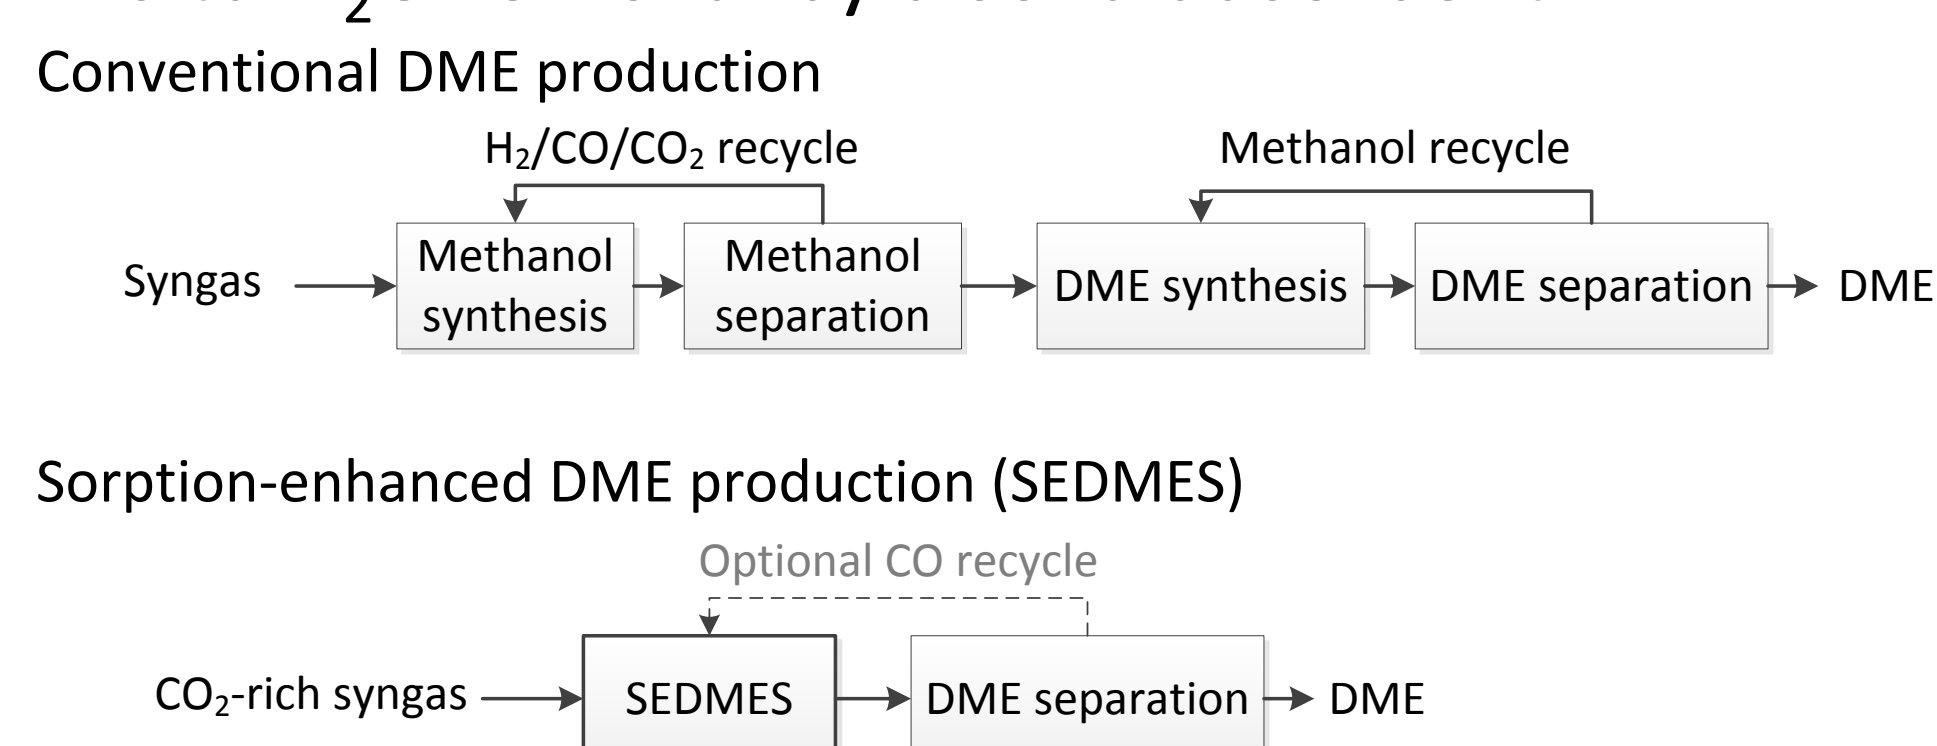 Conventional DME production
H₂/CO/CO₂ recycle
Methanol recycle
Syngas
Methanol
synthesis
Methanol
separation
DME synthesis
DME separation
DME
Sorption-enhanced DME production (SEDMES)
Optional CO recycle
CO₂-rich syngas
SEDMES
DME separation
DME